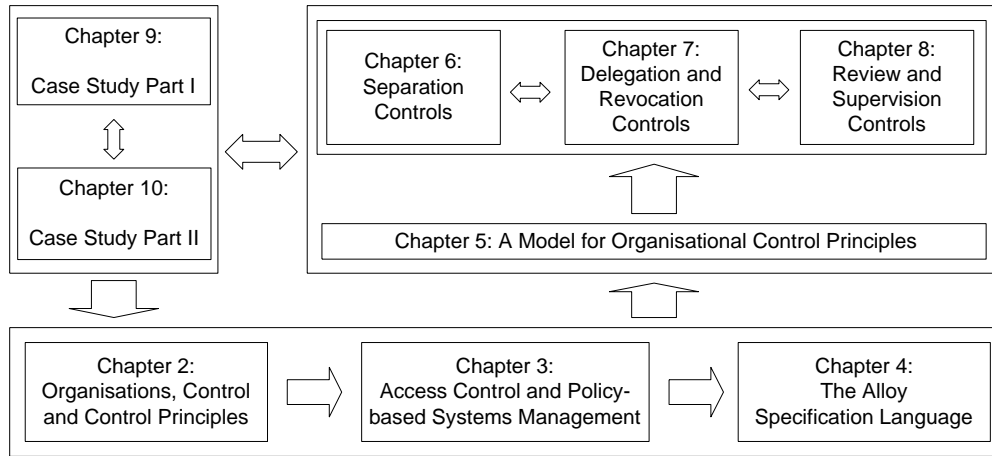 Chapter 9:
Case Study Part I
Chapter 10:
Case Study Part II
Chapter 6:
Separation
Controls
Chapter 7:
Delegation and
Revocation
Controls
Chapter 8:
Review and
Supervision
Controls
Chapter 5: A Model for Organisational Control Principles
Chapter 2:
Organisations, Control
and Control Principles
Chapter 3:
Access Control and Policy-
based Systems Management
Chapter 4:
The Alloy
Specification Language